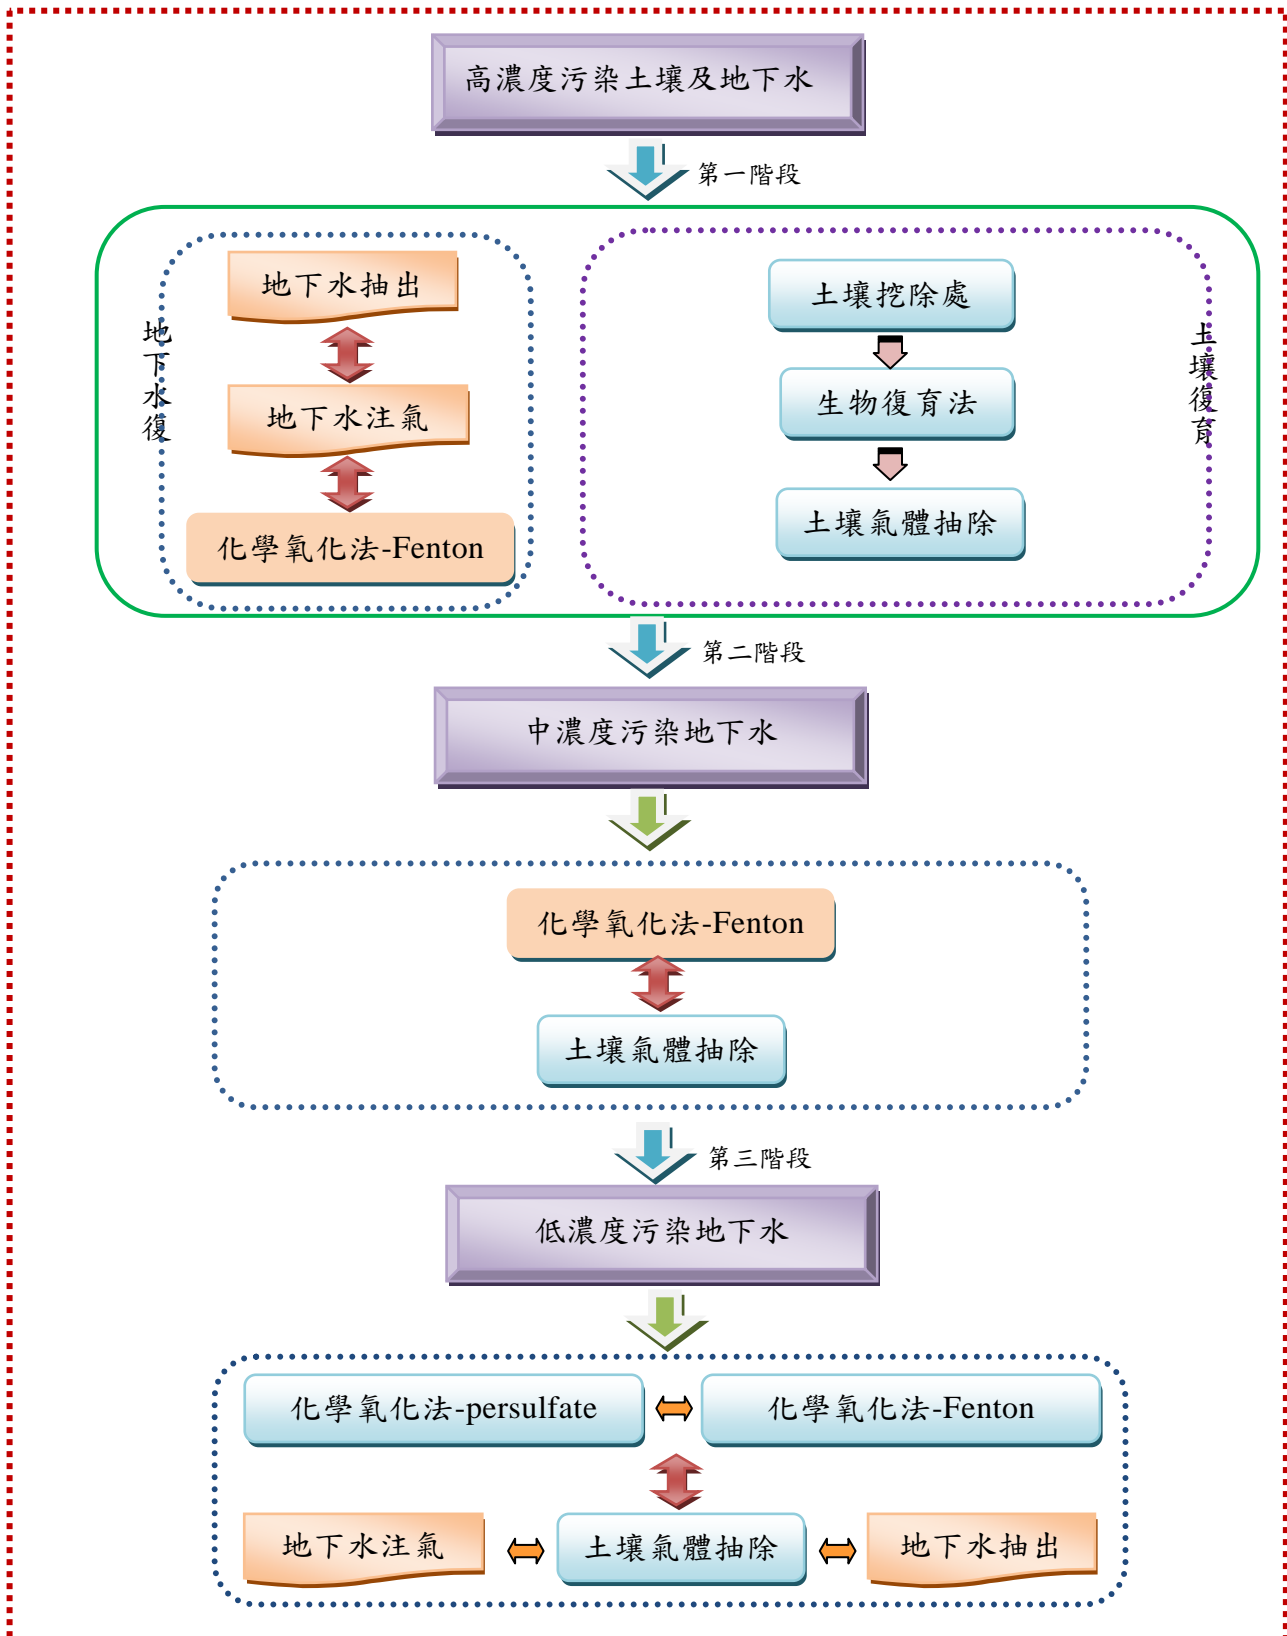 高濃度污染土壤及地下水
第一階段
地下水復
地下水抽出
地下水注氣
化學氧化法-Fenton
土壤挖除處
生物復育法
土壤氣體抽除
土壤復育
第二階段
中濃度污染地下水
化學氧化法-Fenton
土壤氣體抽除
第三階段
低濃度污染地下水
化學氧化法-persulfate
化學氧化法-Fenton
地下水注氣
土壤氣體抽除
地下水抽出